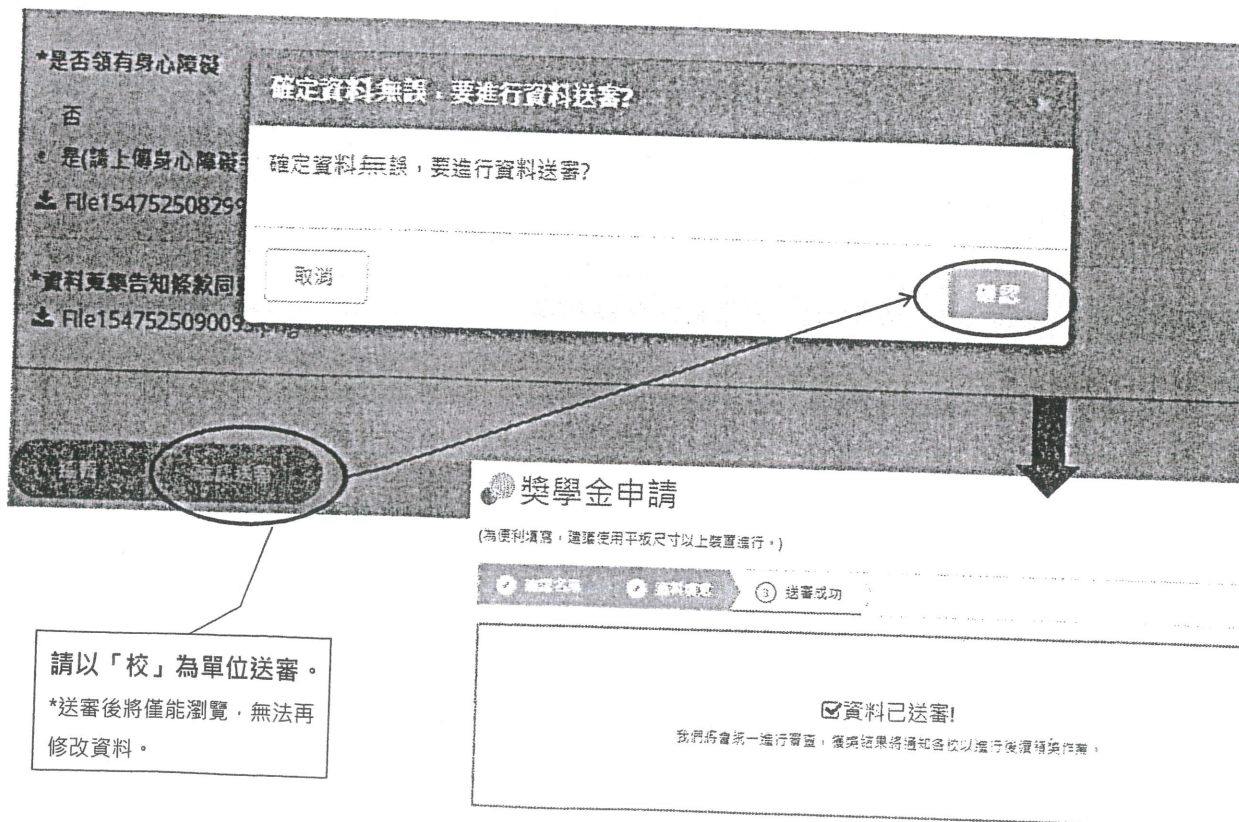 *是否領有身心障礙
否
是(請上傳身心障礙
File154752508299
*資料蒐集告知條款同
File1547525090093.png
確定資料無誤，要進行資料送審?
確定資料無誤，要進行資料送審?
取消
確認
獎學金申請
(為便利填寫，建議使用平板尺寸以上裝置進行。)
3 送審成功
資料已送審!
我們將會統一進行審查，獲獎結果將通知各校以進行後續領獎作業。
請以「校」為單位送審。
*送審後將僅能瀏覽，無法再
修改資料。